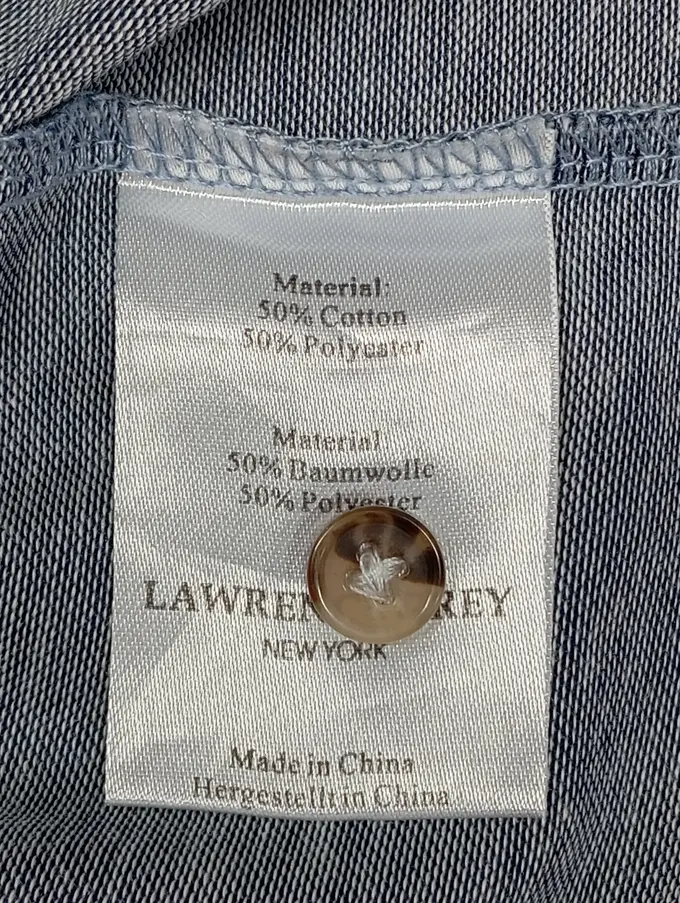 Material:
50% Cotton
50% Polyester
Material
50% Baumwolle
50% Polyester
NEW YORK
Made in China
Hergestellt in China